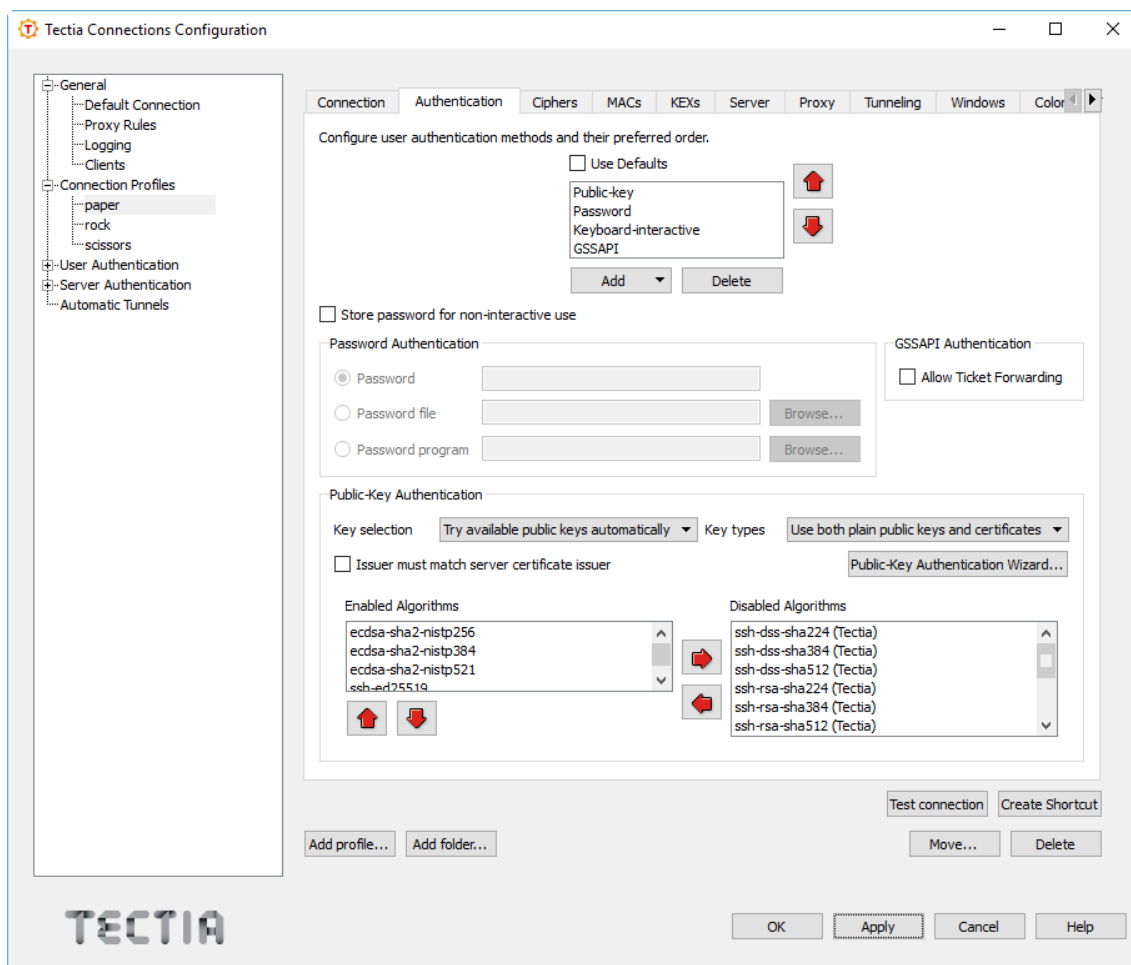 Tectia Connections Configuration
General
Default Connection
Proxy Rules
Logging
Clients
Connection Profiles
paper
rock
scissors
User Authentication
Server Authentication
Automatic Tunnels
Connection Authentication Ciphers MACs KEXs Server Proxy Tunneling Windows Color
Configure user authentication methods and their preferred order.
Use Defaults
Public-key
Password
Keyboard-interactive
GSSAPI
Add Delete
Store password for non-interactive use
Password Authentication
Password
Password file Browse...
Password program Browse...
GSSAPI Authentication
Allow Ticket Forwarding
Public-Key Authentication
Key selection Try available public keys automatically Key types Use both plain public keys and certificates
Issuer must match server certificate issuer Public-Key Authentication Wizard...
Enabled Algorithms
ecdsa-sha2-nistp256
ecdsa-sha2-nistp384
ecdsa-sha2-nistp521
ssh-ed25519
Disabled Algorithms
ssh-dss-sha224 (Tectia)
ssh-dss-sha384 (Tectia)
ssh-dss-sha512 (Tectia)
ssh-rsa-sha224 (Tectia)
ssh-rsa-sha384 (Tectia)
ssh-rsa-sha512 (Tectia)
Test connection Create Shortcut
Add profile... Add folder... Move... Delete
TECTIA
OK Apply Cancel Help